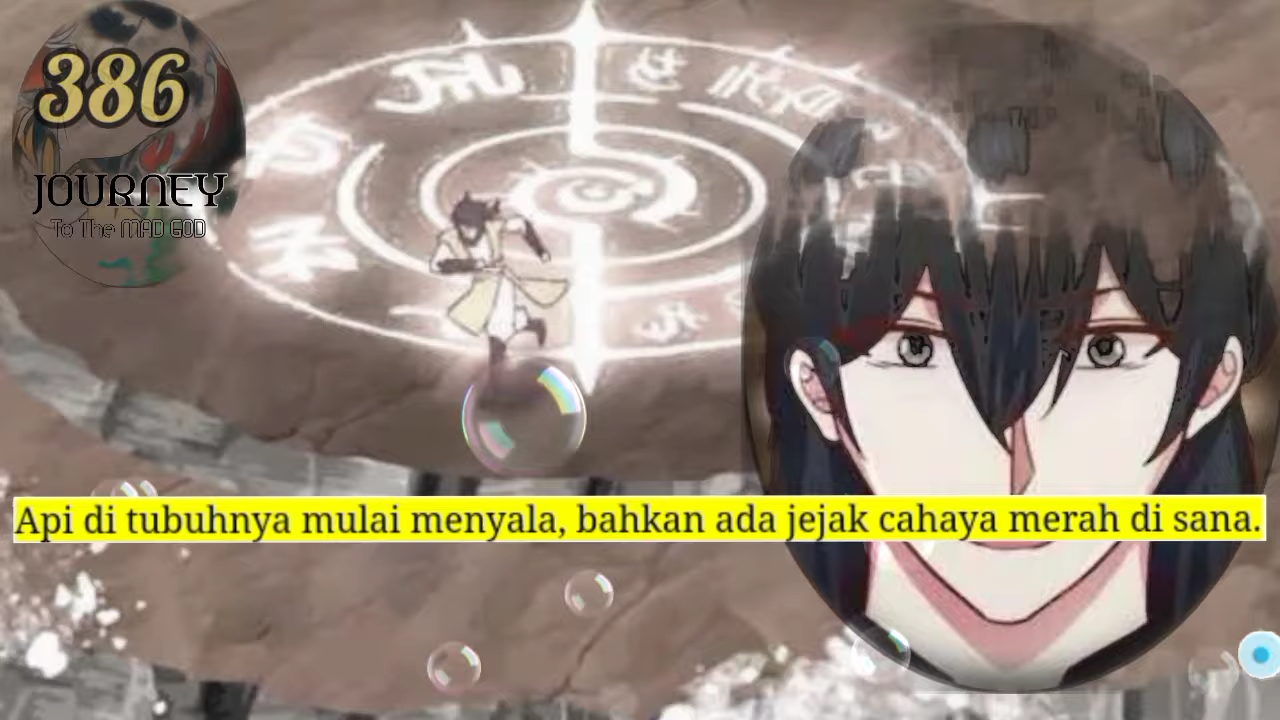 386
JOURNEY
To The MAD GOD
Api di tubuhnya mulai menyala, bahkan ada jejak cahaya merah di sana.